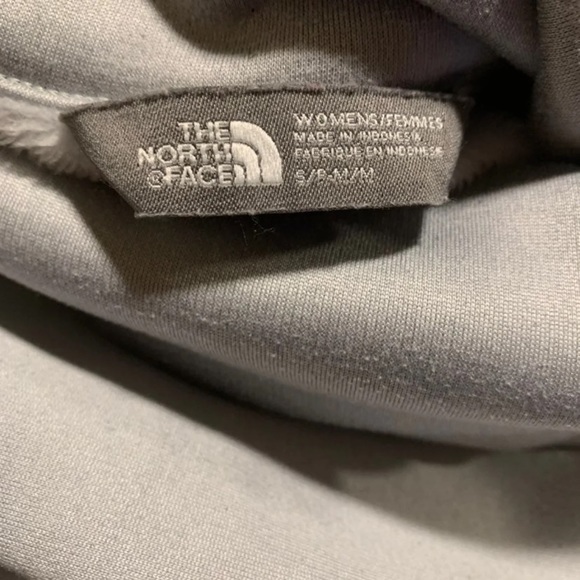 THE
NORTH
FACE®
WOMENS/FEMMES
MADE IN INDONESIA
FABRIQUE EN INDONESIE
S/P-M/M